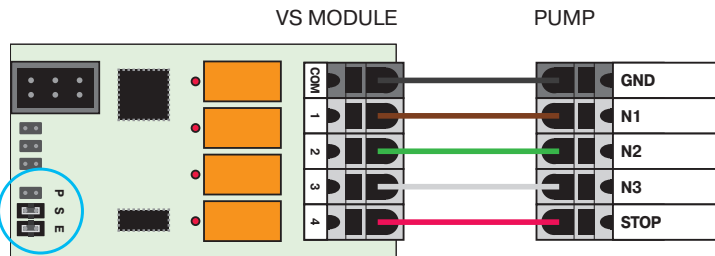 VS MODULE PUMP
COM GND
1 N1
2 N2
3 N3
4 STOP
P
S
E